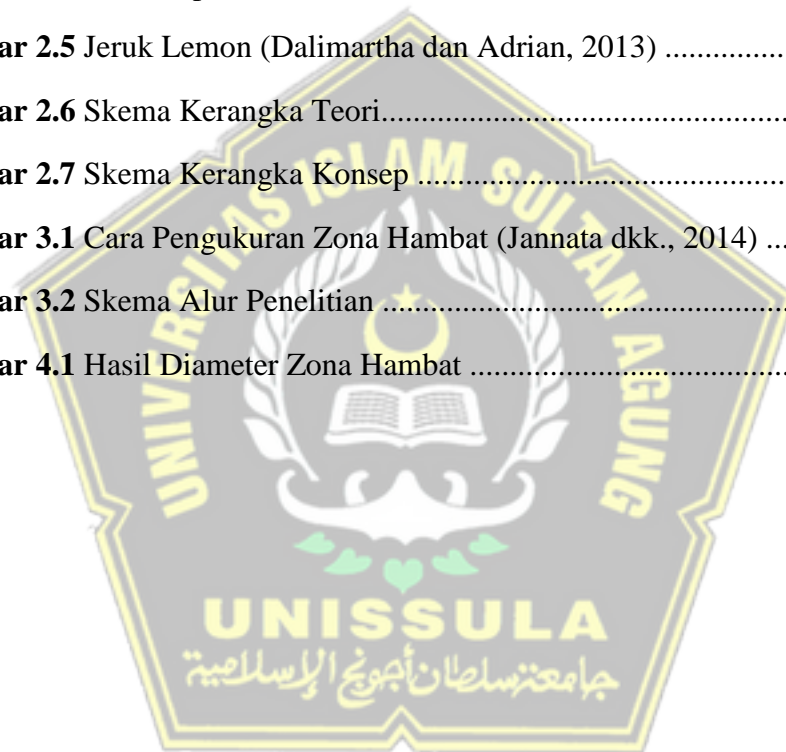 ar 2.5 Jeruk Lemon (Dalimartha dan Adrian, 2013) ...............
ar 2.6 Skema Kerangka Teori....................................................
ar 2.7 Skema Kerangka Konsep ...............................................
ar 3.1 Cara Pengukuran Zona Hambat (Jannata dkk., 2014) ...
ar 3.2 Skema Alur Penelitian ...................................................
ar 4.1 Hasil Diameter Zona Hambat ........................................
UNIVERSITAS ISLAM SULTAN AGUNG
UNISSULA
جامعة سلطان أجونج الإسلامية